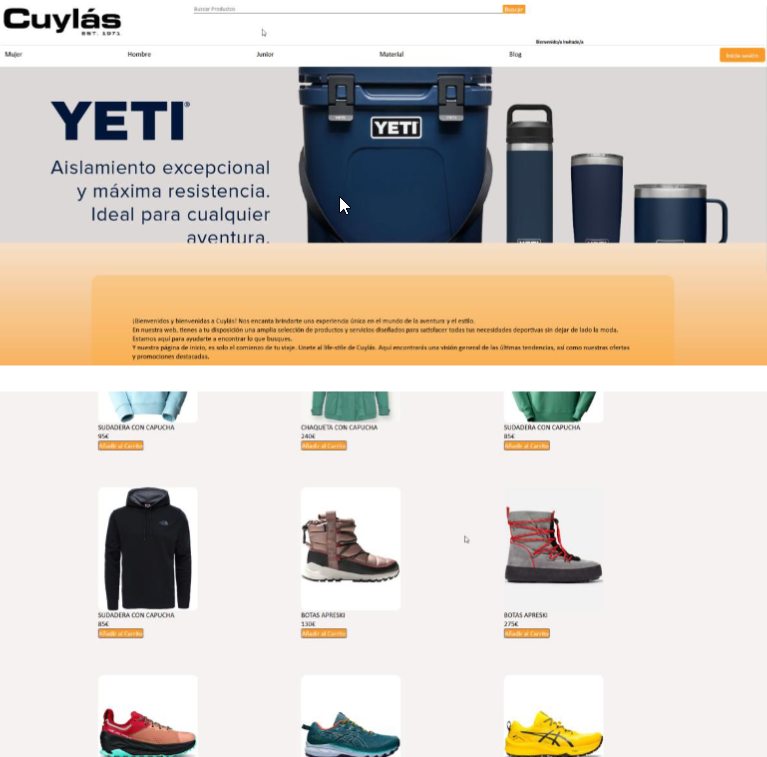 Cuylás
EST. 1971
Buscar Productos
Buscar
Bienvenido/a Invitado/a
Mujer
Hombre
Junior
Material
Blog
Inicia sesión
YETI®
Aislamiento excepcional
y máxima resistencia.
Ideal para cualquier
aventura.
YETI
YETI
YETI
YETI
¡Bienvenidos y bienvenidas a Cuylás! Nos encanta brindarte una experiencia única en el mundo de la aventura y el estilo.
En nuestra web, tienes a tu disposición una amplia selección de productos y servicios diseñados para satisfacer todas tus necesidades deportivas sin dejar de lado la moda.
Estamos aquí para ayudarte a encontrar lo que busques.
Y nuestra página de inicio, es solo el comienzo de tu viaje. Unete al life-stile de Cuylás. Aquí encontrarás una visión general de las últimas tendencias, así como nuestras ofertas
y promociones destacadas.
SUDADERA CON CAPUCHA
95€
Añadir al Carrito
CHAQUETA CON CAPUCHA
240€
Añadir al Carrito
SUDADERA CON CAPUCHA
85€
Añadir al Carrito
SUDADERA CON CAPUCHA
85€
Añadir al Carrito
BOTAS APRESKI
130€
Añadir al Carrito
BOTAS APRESKI
275€
Añadir al Carrito